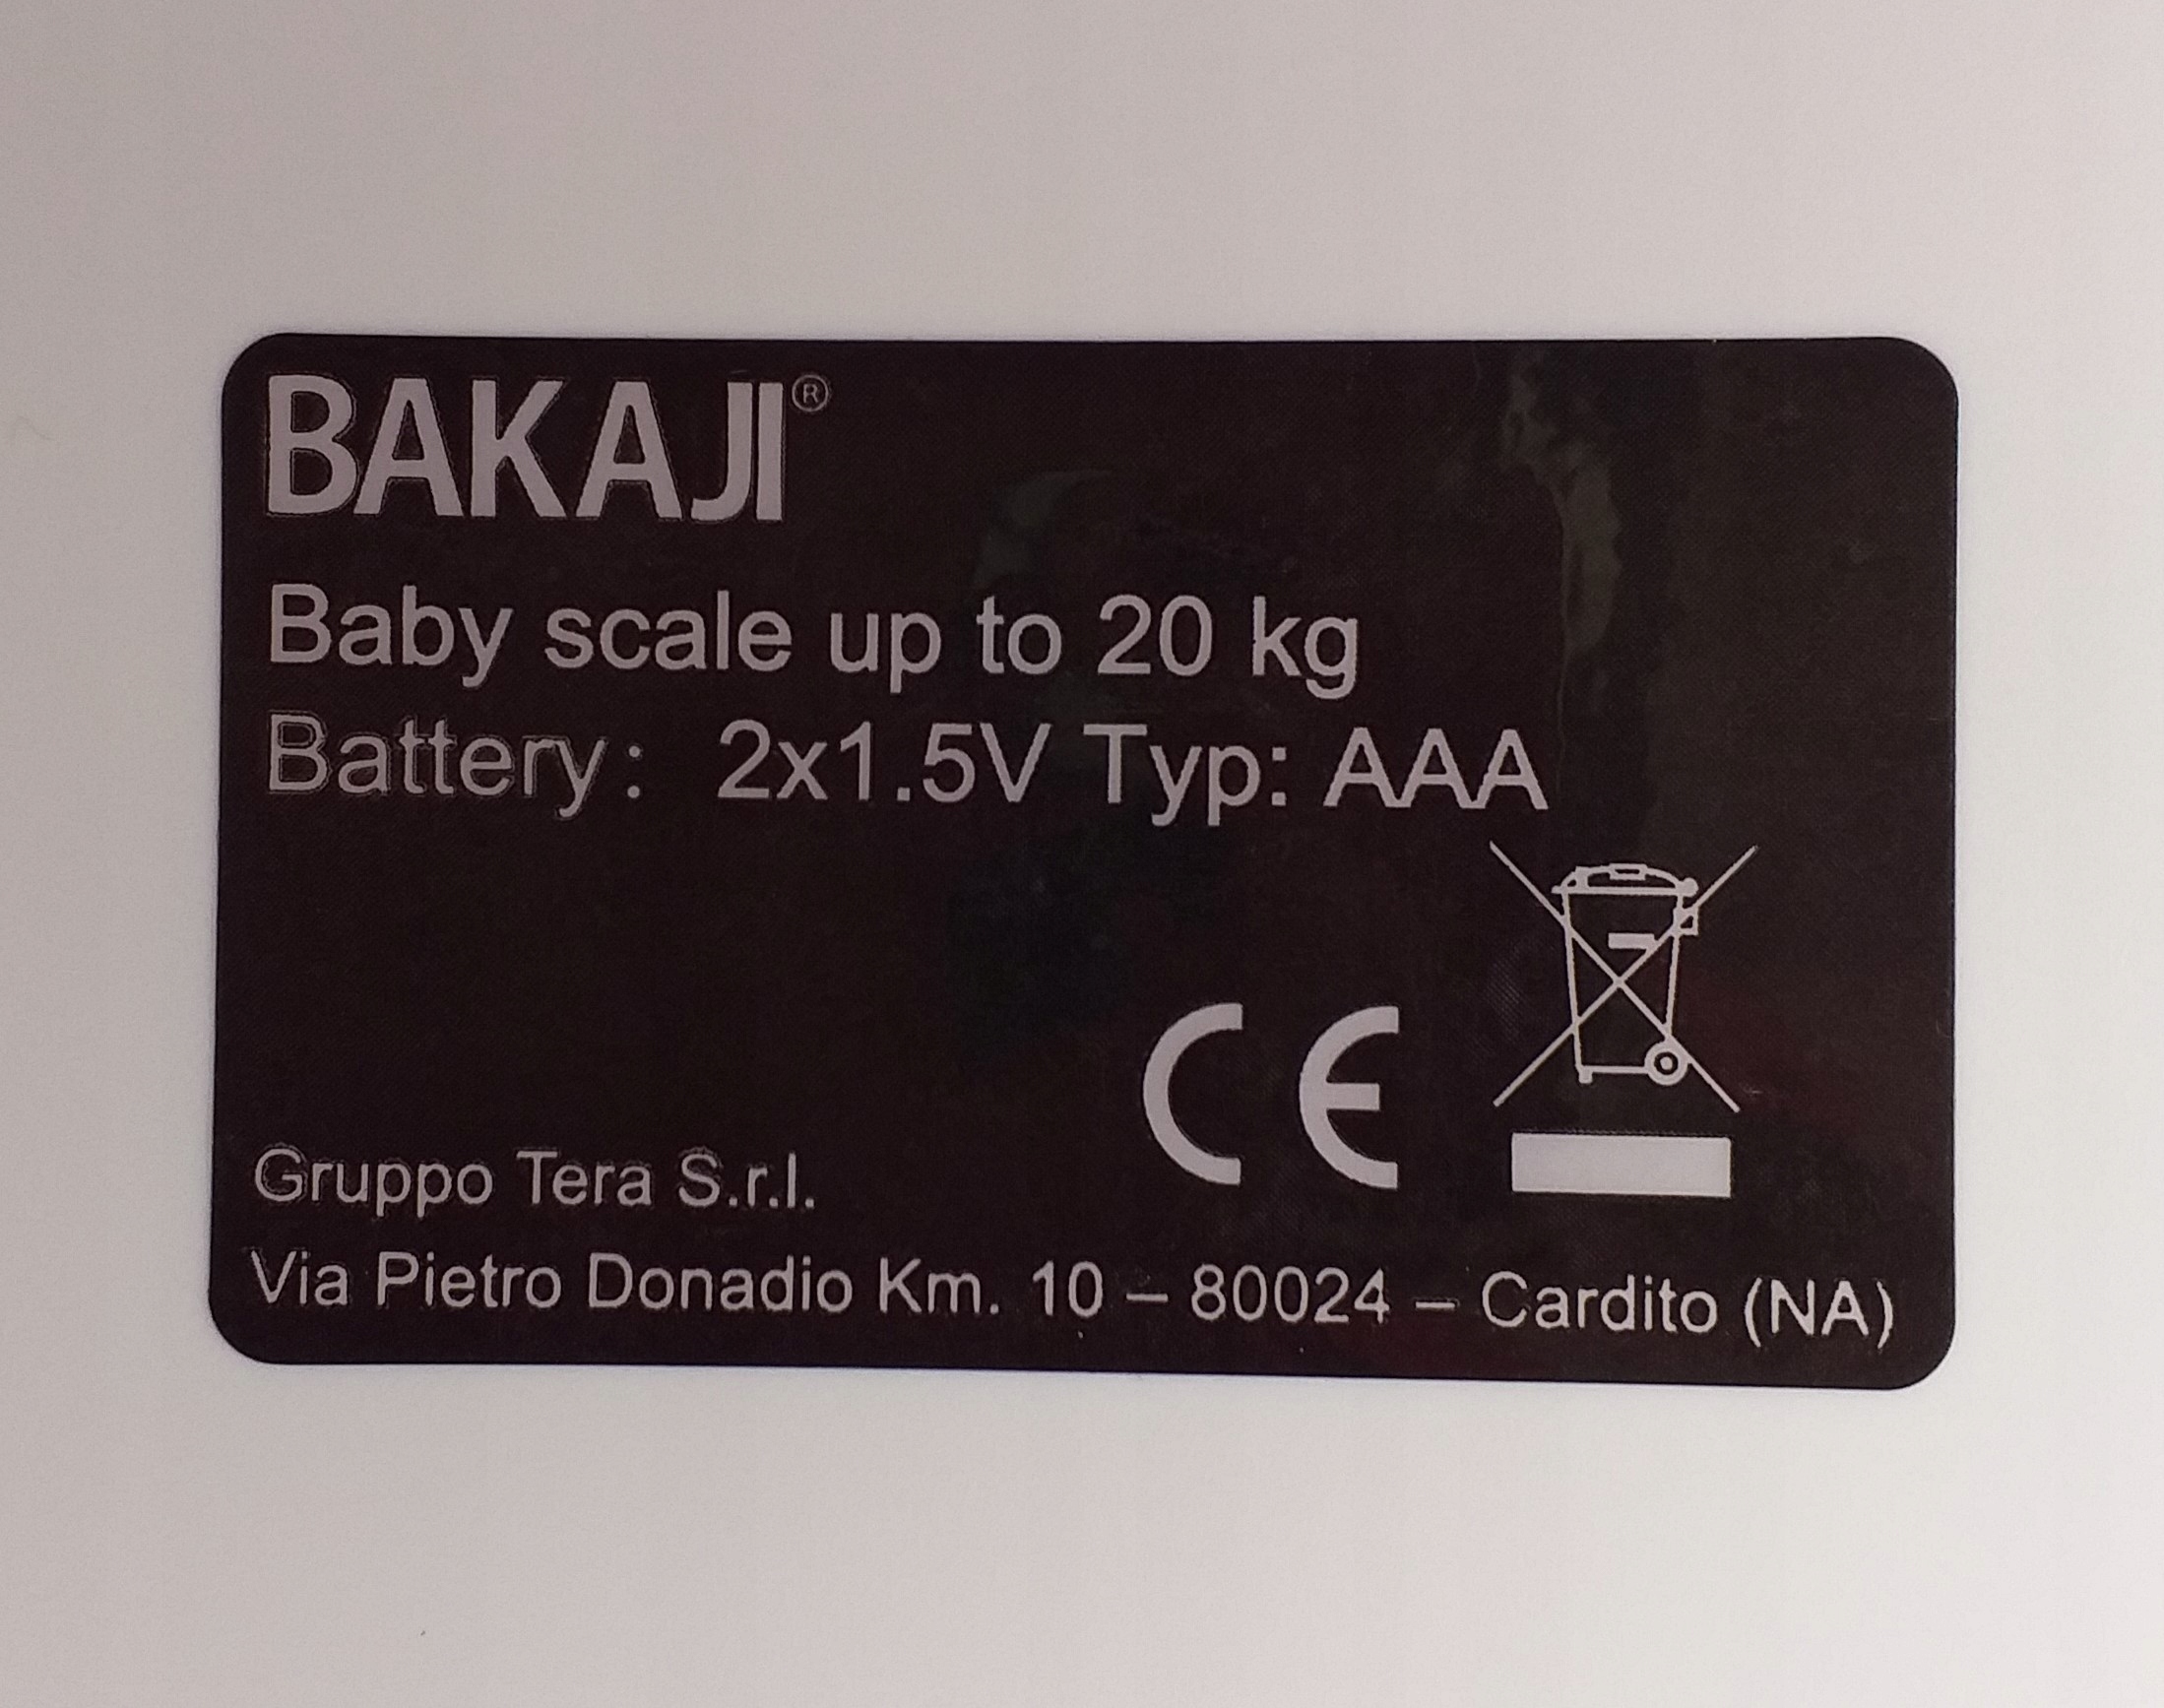 BAKAJI®
Baby scale up to 20 kg
Battery: 2x1.5V Typ: AAA
CE
Gruppo Tera S.r.l.
Via Pietro Donadio Km. 10 – 80024 – Cardito (NA)